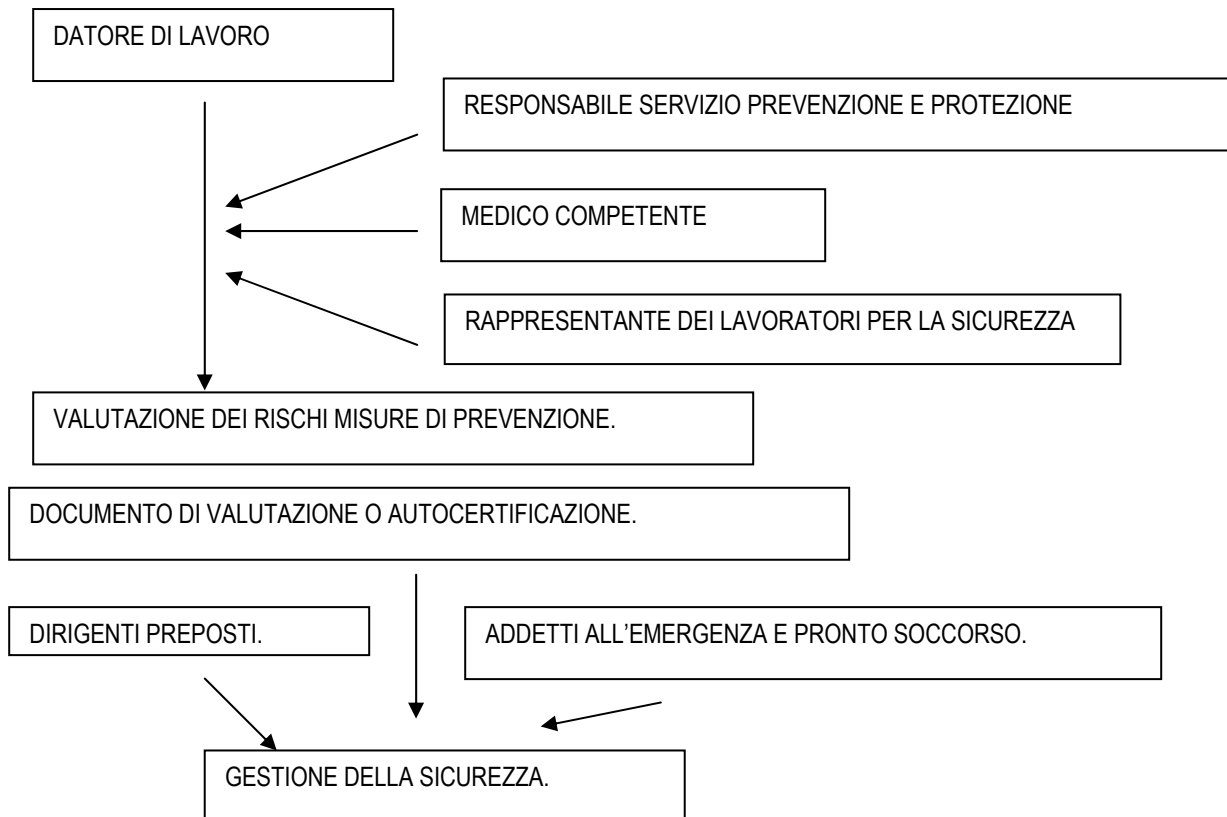 DATORE DI LAVORO
RESPONSABILE SERVIZIO PREVENZIONE E PROTEZIONE
MEDICO COMPETENTE
RAPPRESENTANTE DEI LAVORATORI PER LA SICUREZZA
VALUTAZIONE DEI RISCHI MISURE DI PREVENZIONE.
DOCUMENTO DI VALUTAZIONE O AUTOCERTIFICAZIONE.
DIRIGENTI PREPOSTI.
ADDETTI ALL’EMERGENZA E PRONTO SOCCORSO.
GESTIONE DELLA SICUREZZA.